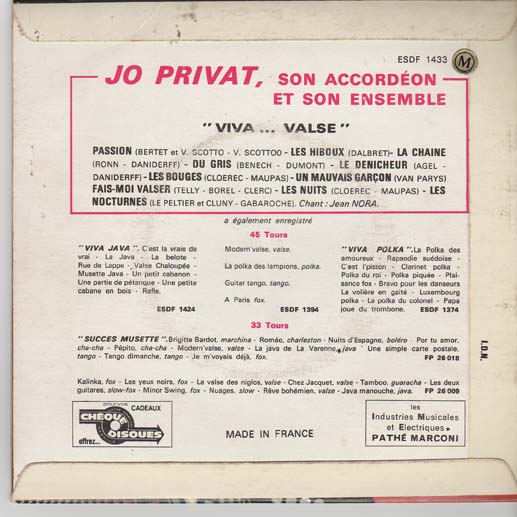 ESDF 1433 M
JO PRIVAT, SON ACCORDÉON
ET SON ENSEMBLE
"VIVA ... VALSE"
PASSION (BERTET et V. SCOTTO - V. SCOTTOO) - LES HIBOUX (DALBRET) - LA CHAINE
(RONN - DANIDERFF) - DU GRIS (BENECH - DUMONT) - LE DENICHEUR (AGEL -
DANIDERFF) - LES BOUGES (CLOEREC - MAUPAS) - UN MAUVAIS GARÇON (VAN PARYS)
FAIS-MOI VALSER (TELLY - BOREL - CLERC) - LES NUITS (CLOEREC - MAUPAS) - LES
NOCTURNES (LE PELTIER et CLUNY - GABAROCHE). Chant : Jean NORA.
a également enregistré
45 Tours
"VIVA JAVA". C'est la vraie de
vrai - La Java - La belote -
Rue de Lappe - Valse Chaloupée -
Musette Java - Un petit cabanon -
Une partie de pétanque - Une petite
cabane en bois - Rafle.
ESDF 1424
Modern'valse, valse.
La polka des lampions, polka.
Guitar tango, tango.
A Paris fox.
ESDF 1394
"VIVA POLKA". La Polka des
amoureux - Rapsodie suédoise -
C'est l'piston - Clarinet polka -
Polka du roi - Polka piquée - Plai-
sance fox - Bravo pour les danseurs
La volière en gaité - Luxembourg
polka - La polka du colonel - Papa
joue du trombone. ESDF 1374
33 Tours
"SUCCES MUSETTE". Brigitte Bardot, marchina - Roméo, charleston - Nuits d'Espagne, boléro - Por tu amor,
cha-cha - Pépito, cha-cha - Modern'valse, valse - La java de La Varenne, java ' Une simple carte postale,
tango - Tango dimanche, tango - Je m'voyais déjà, fox. FP 26 018
Kalinka, fox - Les yeux noirs, fox - La valse des niglos, valse - Chez Jacquet, valse - Tamboo, guaracha - Les deux
guitares, slow-fox - Minor Swing, fox - Nuages, slow - Rêve bohémien, valse - Java manouche, java. FP 26 009
I.D.N.
pour vos CADEAUX
CHÈQUE DISQUES
offrez...
MADE IN FRANCE
les
Industries Musicales
et Electriques
PATHÉ MARCONI